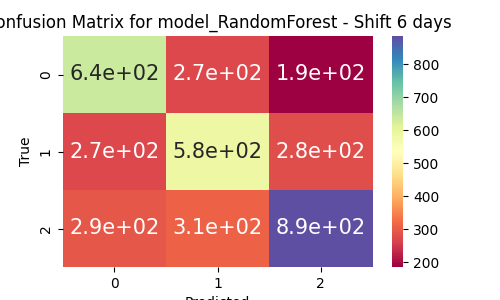 onfusion Matrix for model_RandomForest - Shift 6 days
0 6.4e+02 2.7e+02 1.9e+02
True 1 2.7e+02 5.8e+02 2.8e+02
2 2.9e+02 3.1e+02 8.9e+02
0 1 2
Predicted
800
700
600
500
400
300
200